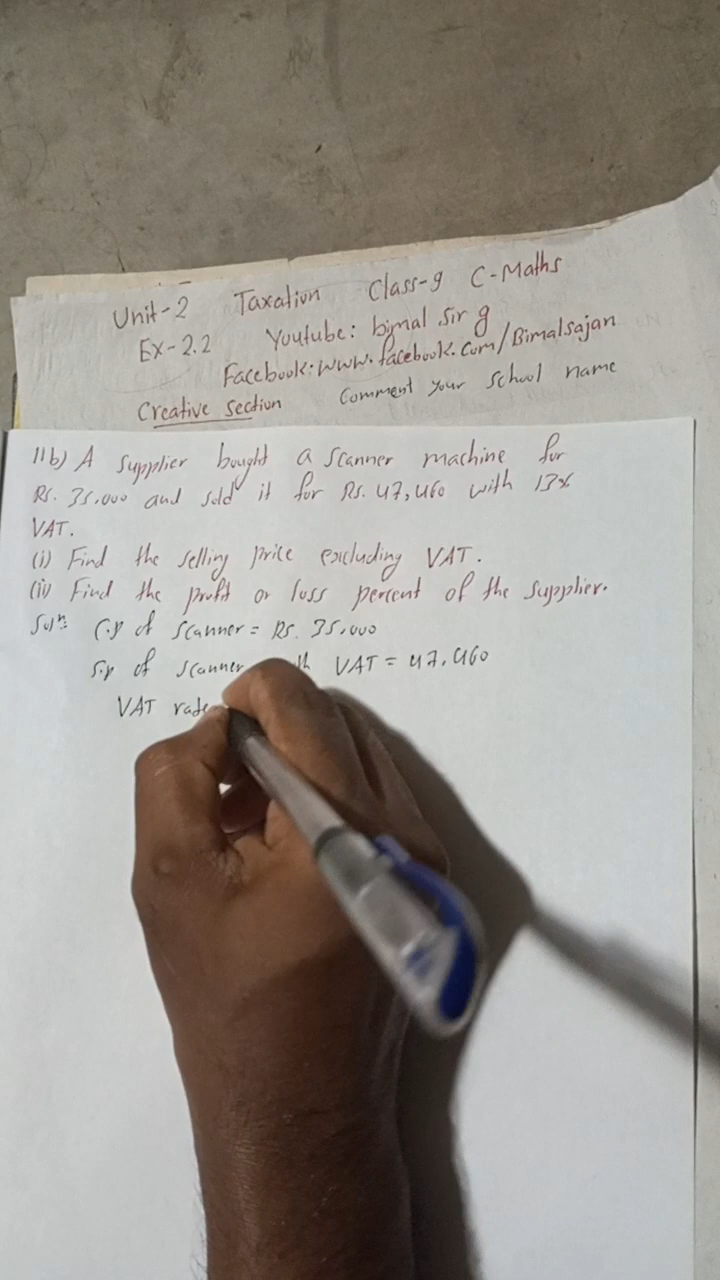 Unit-2 Taxation Class-9 C-Maths
Ex-2.2 Youtube: bimal sir g
Facebook:www.facebook.com/Bimalsajan
Creative section Comment your school name
11b) A supplier bought a scanner machine for
Rs. 35,000 and sold it for Rs. 47,460 with 13%
VAT.
(i) Find the selling price excluding VAT.
(ii) Find the profit or loss percent of the supplier.
Solⁿ: C.P of scanner = Rs. 35,000
S.p of scanner VAT = 47,460
VAT rate